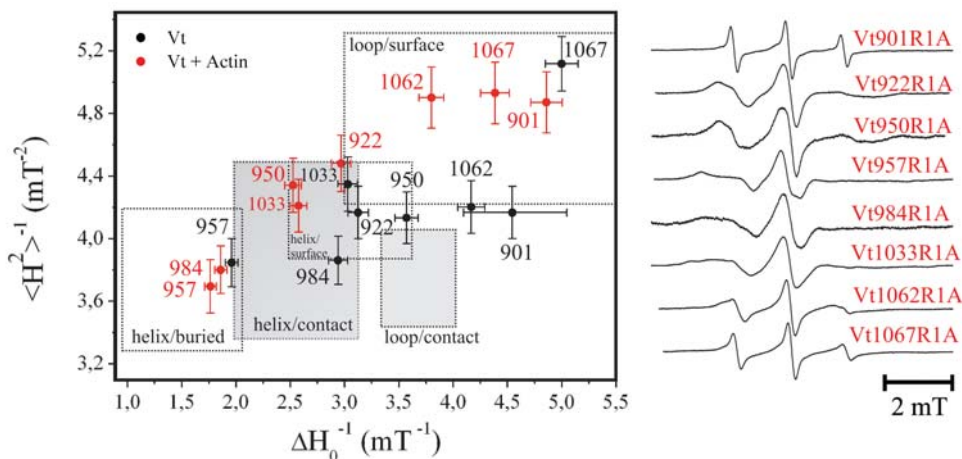 Vt
Vt + Actin
loop/surface
1067
1062
1067
901
922
950
1033
1033
1062
950
922
901
957
984
957
984
helix/
surface
helix/buried
helix/contact
loop/contact
5,2
4,8
4,4
4,0
3,6
3,2
<H²>⁻¹ (mT⁻²)
1,0 1,5 2,0 2,5 3,0 3,5 4,0 4,5 5,0 5,5
ΔH₀⁻¹ (mT⁻¹)
Vt901R1A
Vt922R1A
Vt950R1A
Vt957R1A
Vt984R1A
Vt1033R1A
Vt1062R1A
Vt1067R1A
2 mT